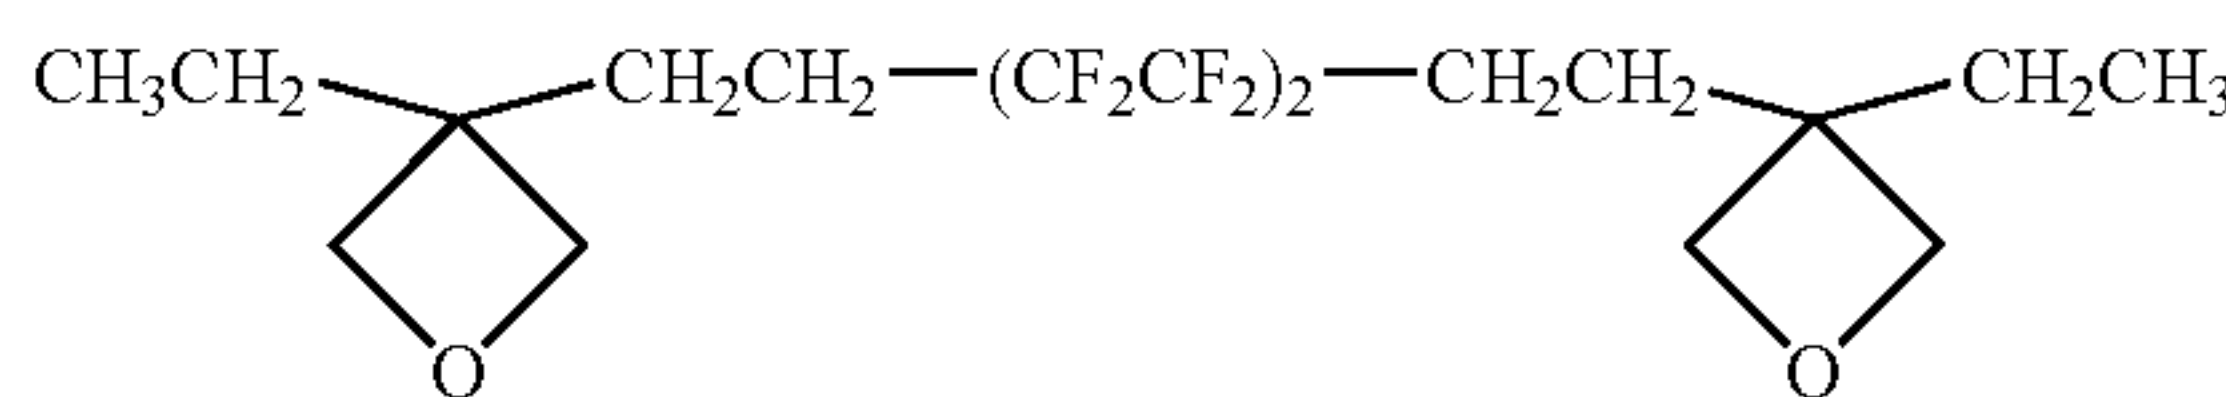 CH₃CH₂ CH₂CH₂—(CF₂CF₂)₂—CH₂CH₂ CH₂CH₃
O O